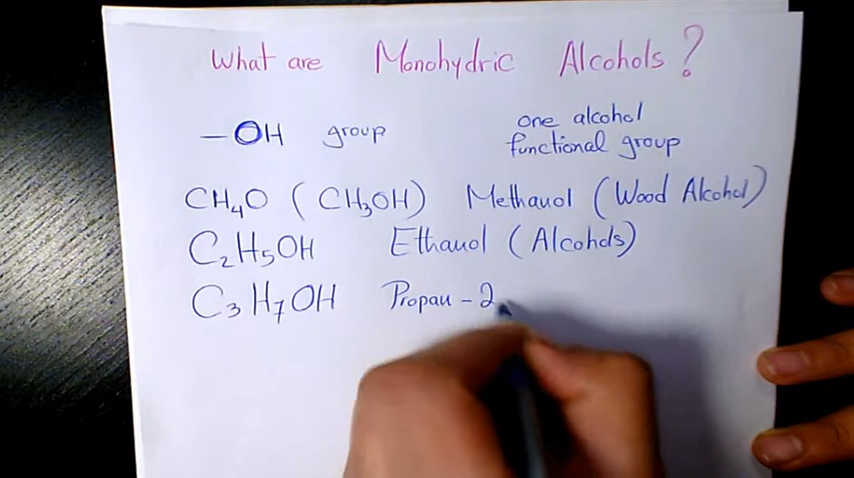 What are Monohydric Alcohols?
—OH group one alcohol
functional group
CH₄O (CH₃OH) Methanol (Wood Alcohol)
C₂H₅OH Ethanol (Alcohols)
C₃H₇OH Propan-2